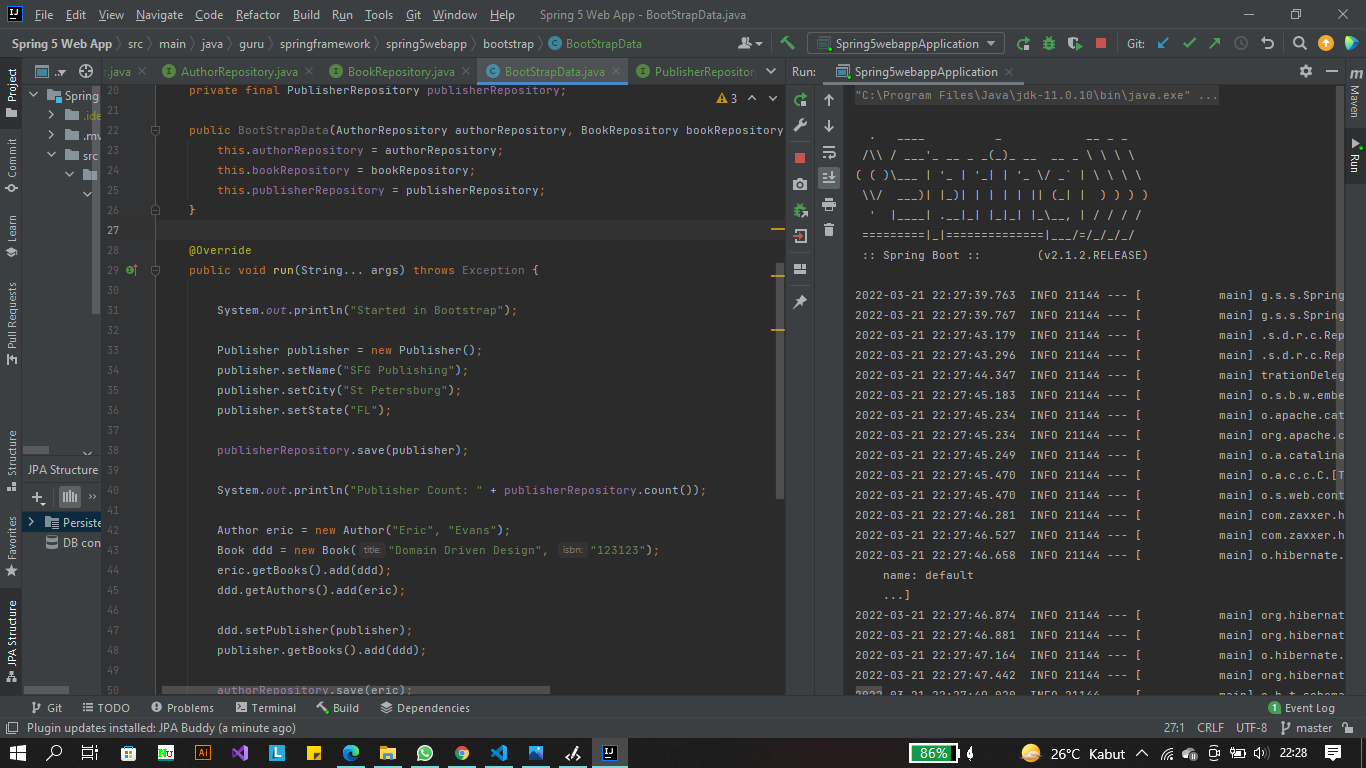 File Edit View Navigate Code Refactor Build Run Tools Git Window Help Spring 5 Web App - BootStrapData.java
Spring 5 Web App src main java guru springframework spring5webapp bootstrap BootStrapData Spring5webappApplication Git:
.java AuthorRepository.java BookRepository.java BootStrapData.java PublisherRepositor
Run: Spring5webappApplication
Project
Commit
Learn
Pull Requests
Structure
Favorites
JPA Structure
Spring
.ide
.mv
src
JPA Structure
Persiste
DB con
3
20 private final PublisherRepository publisherRepository;
21
22 public BootStrapData(AuthorRepository authorRepository, BookRepository bookRepository
23 this.authorRepository = authorRepository;
24 this.bookRepository = bookRepository;
25 this.publisherRepository = publisherRepository;
26 }
27
28 @Override
29 public void run(String... args) throws Exception {
30
31 System.out.println("Started in Bootstrap");
32
33 Publisher publisher = new Publisher();
34 publisher.setName("SFG Publishing");
35 publisher.setCity("St Petersburg");
36 publisher.setState("FL");
37
38 publisherRepository.save(publisher);
39
40 System.out.println("Publisher Count: " + publisherRepository.count());
41
42 Author eric = new Author("Eric", "Evans");
43 Book ddd = new Book( title: "Domain Driven Design", isbn: "123123");
44 eric.getBooks().add(ddd);
45 ddd.getAuthors().add(eric);
46
47 ddd.setPublisher(publisher);
48 publisher.getBooks().add(ddd);
49
50 authorRepository.save(eric);
"C:\Program Files\Java\jdk-11.0.10\bin\java.exe" ...
  .   ____          _            __ _ _
 /\\ / ___'_ __ _ _(_)_ __  __ _ \ \ \ \
( ( )\___ | '_ | '_| | '_ \/ _` | \ \ \ \
 \\/  ___)| |_)| | | | | || (_| |  ) ) ) )
  '  |____| .__|_| |_|_| |_\__, | / / / /
 =========|_|==============|___/=/_/_/_/
 :: Spring Boot ::        (v2.1.2.RELEASE)
2022-03-21 22:27:39.763 INFO 21144 --- [ main] g.s.s.Spring
2022-03-21 22:27:39.767 INFO 21144 --- [ main] g.s.s.Spring
2022-03-21 22:27:43.179 INFO 21144 --- [ main] .s.d.r.c.Rep
2022-03-21 22:27:43.296 INFO 21144 --- [ main] .s.d.r.c.Rep
2022-03-21 22:27:44.347 INFO 21144 --- [ main] trationDeleg
2022-03-21 22:27:45.183 INFO 21144 --- [ main] o.s.b.w.embe
2022-03-21 22:27:45.234 INFO 21144 --- [ main] o.apache.cat
2022-03-21 22:27:45.234 INFO 21144 --- [ main] org.apache.c
2022-03-21 22:27:45.249 INFO 21144 --- [ main] o.a.catalina
2022-03-21 22:27:45.470 INFO 21144 --- [ main] o.a.c.c.C.[T
2022-03-21 22:27:45.470 INFO 21144 --- [ main] o.s.web.cont
2022-03-21 22:27:46.281 INFO 21144 --- [ main] com.zaxxer.h
2022-03-21 22:27:46.527 INFO 21144 --- [ main] com.zaxxer.h
2022-03-21 22:27:46.658 INFO 21144 --- [ main] o.hibernate.
name: default
...]
2022-03-21 22:27:46.874 INFO 21144 --- [ main] org.hibernat
2022-03-21 22:27:46.881 INFO 21144 --- [ main] org.hibernat
2022-03-21 22:27:47.164 INFO 21144 --- [ main] o.hibernate.
2022-03-21 22:27:47.442 INFO 21144 --- [ main] org.hibernat
Maven
Run
Git TODO Problems Terminal Build Dependencies 1 Event Log
Plugin updates installed: JPA Buddy (a minute ago) 27:1 CRLF UTF-8 master
86% 26°C Kabut 22:28